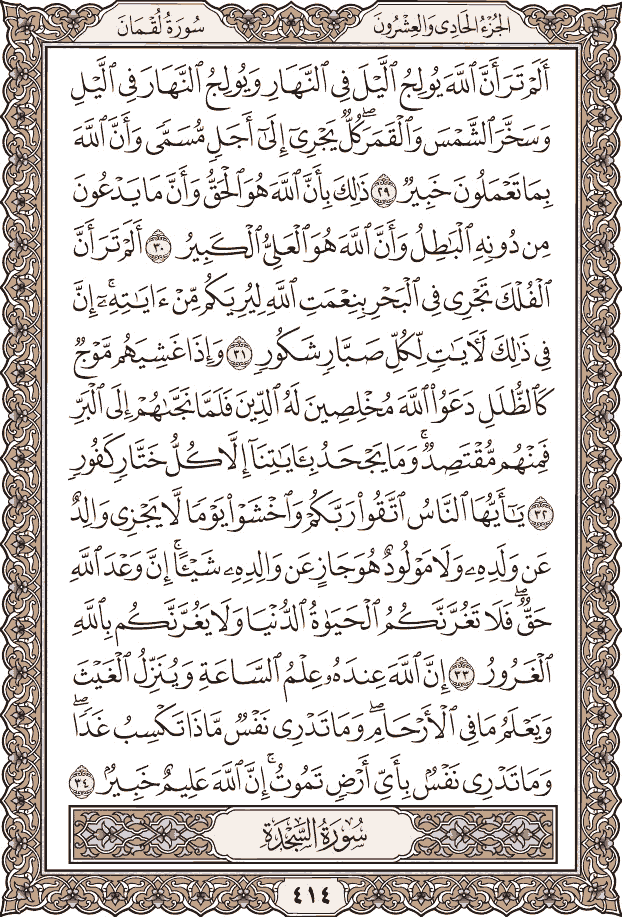 سُورَةُ لُقْمَانَ
الجُزْءُ الحَادِي وَالعِشْرُونَ
أَلَمْ تَرَ أَنَّ ٱللَّهَ يُولِجُ ٱلَّيْلَ فِي ٱلنَّهَارِ وَيُولِجُ ٱلنَّهَارَ فِي ٱلَّيْلِ
وَسَخَّرَ ٱلشَّمْسَ وَٱلْقَمَرَۖ كُلٌّ يَجْرِيٓ إِلَىٰٓ أَجَلٍ مُّسَمًّى وَأَنَّ ٱللَّهَ
بِمَا تَعْمَلُونَ خَبِيرٌ ٢٩ ذَٰلِكَ بِأَنَّ ٱللَّهَ هُوَ ٱلْحَقُّ وَأَنَّ مَا يَدْعُونَ
مِن دُونِهِ ٱلْبَٰطِلُ وَأَنَّ ٱللَّهَ هُوَ ٱلْعَلِيُّ ٱلْكَبِيرُ ٣٠ أَلَمْ تَرَ أَنَّ
ٱلْفُلْكَ تَجْرِي فِي ٱلْبَحْرِ بِنِعْمَتِ ٱللَّهِ لِيُرِيَكُم مِّنْ ءَايَٰتِهِۦٓۚ إِنَّ
فِي ذَٰلِكَ لَأٓيَٰتٍ لِّكُلِّ صَبَّارٍ شَكُورٍ ٣١ وَإِذَا غَشِيَهُم مَّوْجٌ
كَٱلظُّلَلِ دَعَوُا۟ ٱللَّهَ مُخْلِصِينَ لَهُ ٱلدِّينَ فَلَمَّا نَجَّىٰهُمْ إِلَى ٱلْبَرِّ
فَمِنْهُم مُّقْتَصِدٌۚ وَمَا يَجْحَدُ بِـَٔايَٰتِنَآ إِلَّا كُلُّ خَتَّارٍ كَفُورٍ
٣٢ يَٰٓأَيُّهَا ٱلنَّاسُ ٱتَّقُوا۟ رَبَّكُمْ وَٱخْشَوْا۟ يَوْمًا لَّا يَجْزِي وَالِدٌ
عَن وَلَدِهِۦ وَلَا مَوْلُودٌ هُوَ جَازٍ عَن وَالِدِهِۦ شَيْـًٔاۚ إِنَّ وَعْدَ ٱللَّهِ
حَقٌّۖ فَلَا تَغُرَّنَّكُمُ ٱلْحَيَوٰةُ ٱلدُّنْيَا وَلَا يَغُرَّنَّكُم بِٱللَّهِ
ٱلْغَرُورُ ٣٣ إِنَّ ٱللَّهَ عِندَهُۥ عِلْمُ ٱلسَّاعَةِ وَيُنَزِّلُ ٱلْغَيْثَ
وَيَعْلَمُ مَا فِي ٱلْأَرْحَامِۖ وَمَا تَدْرِي نَفْسٌ مَّاذَا تَكْسِبُ غَدًاۖ
وَمَا تَدْرِي نَفْسٌۢ بِأَيِّ أَرْضٍ تَمُوتُۚ إِنَّ ٱللَّهَ عَلِيمٌ خَبِيرٌۢ ٣٤
سُورَةُ السَّجْدَةِ
٤١٤